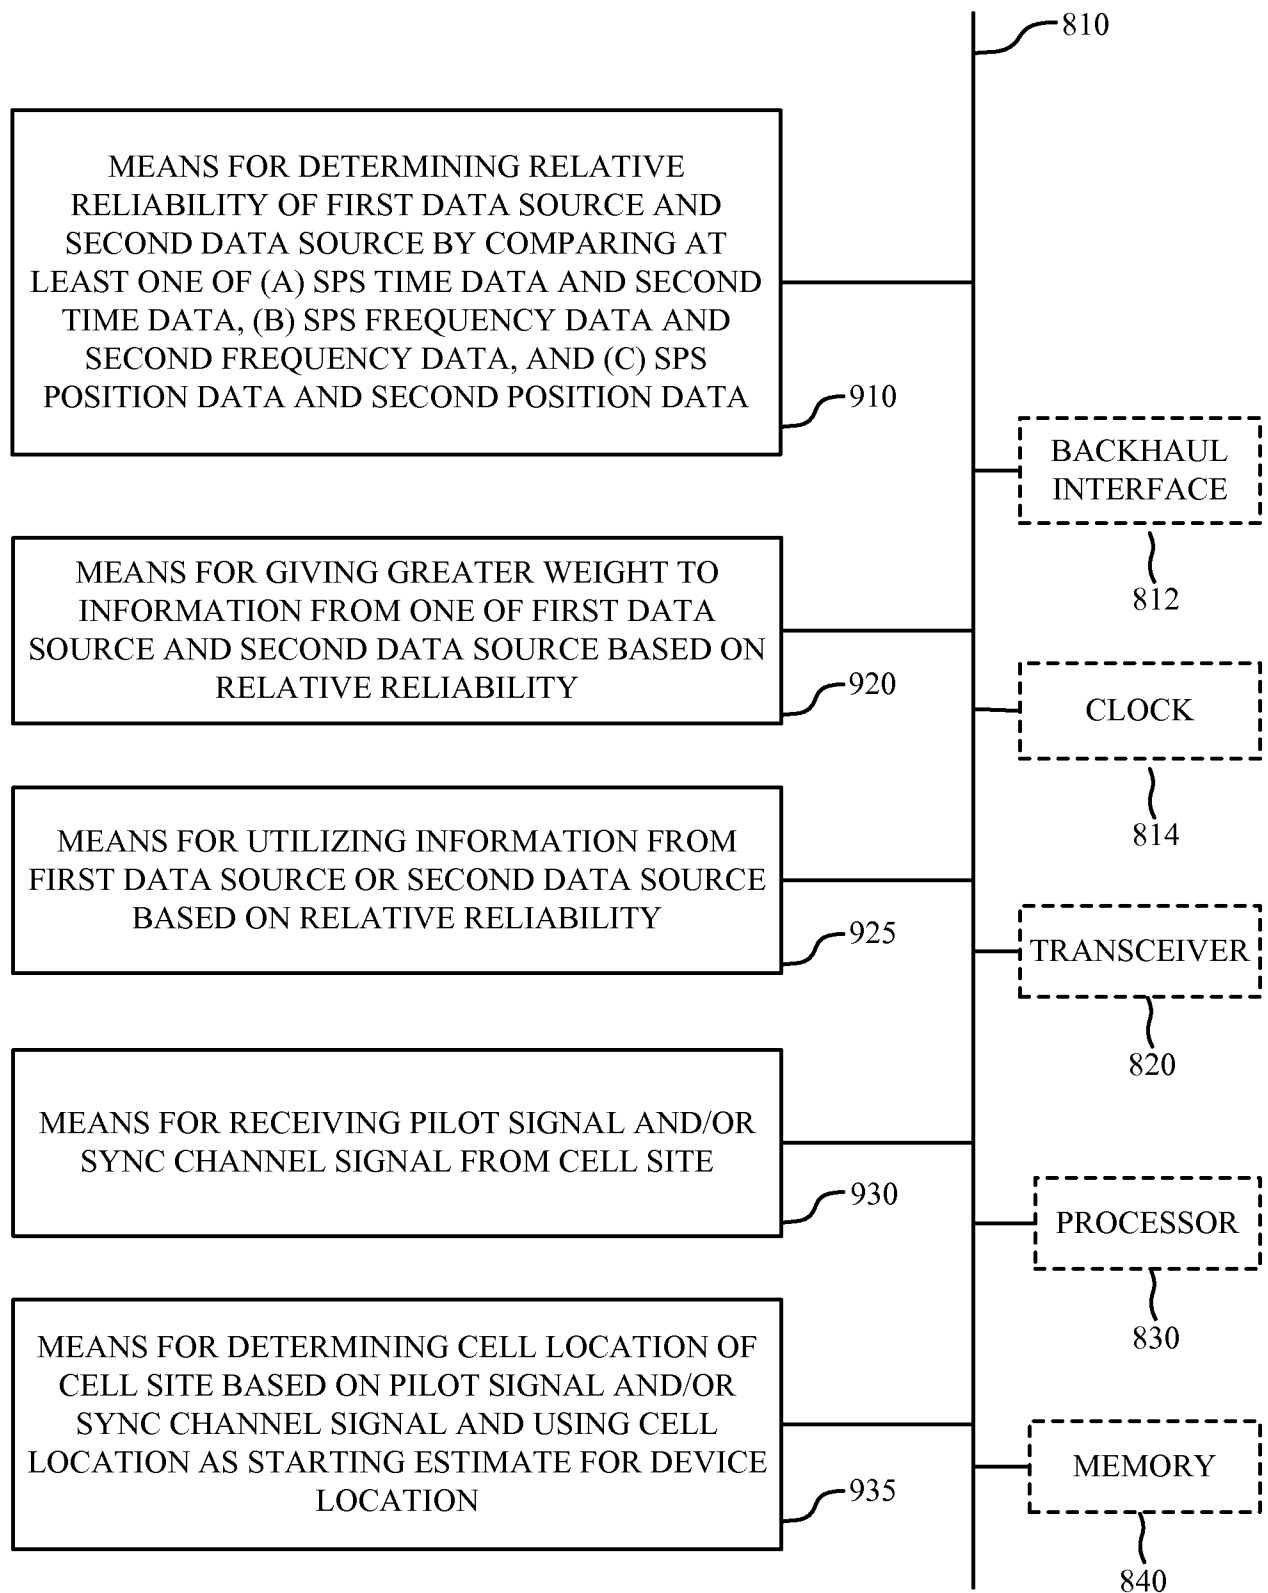 810
MEANS FOR DETERMINING RELATIVE
RELIABILITY OF FIRST DATA SOURCE AND
SECOND DATA SOURCE BY COMPARING AT
LEAST ONE OF (A) SPS TIME DATA AND SECOND
TIME DATA, (B) SPS FREQUENCY DATA AND
SECOND FREQUENCY DATA, AND (C) SPS
POSITION DATA AND SECOND POSITION DATA
910
BACKHAUL
INTERFACE
812
MEANS FOR GIVING GREATER WEIGHT TO
INFORMATION FROM ONE OF FIRST DATA
SOURCE AND SECOND DATA SOURCE BASED ON
RELATIVE RELIABILITY
920
CLOCK
814
MEANS FOR UTILIZING INFORMATION FROM
FIRST DATA SOURCE OR SECOND DATA SOURCE
BASED ON RELATIVE RELIABILITY
925
TRANSCEIVER
820
MEANS FOR RECEIVING PILOT SIGNAL AND/OR
SYNC CHANNEL SIGNAL FROM CELL SITE
930
PROCESSOR
830
MEANS FOR DETERMINING CELL LOCATION OF
CELL SITE BASED ON PILOT SIGNAL AND/OR
SYNC CHANNEL SIGNAL AND USING CELL
LOCATION AS STARTING ESTIMATE FOR DEVICE
LOCATION
935
MEMORY
840